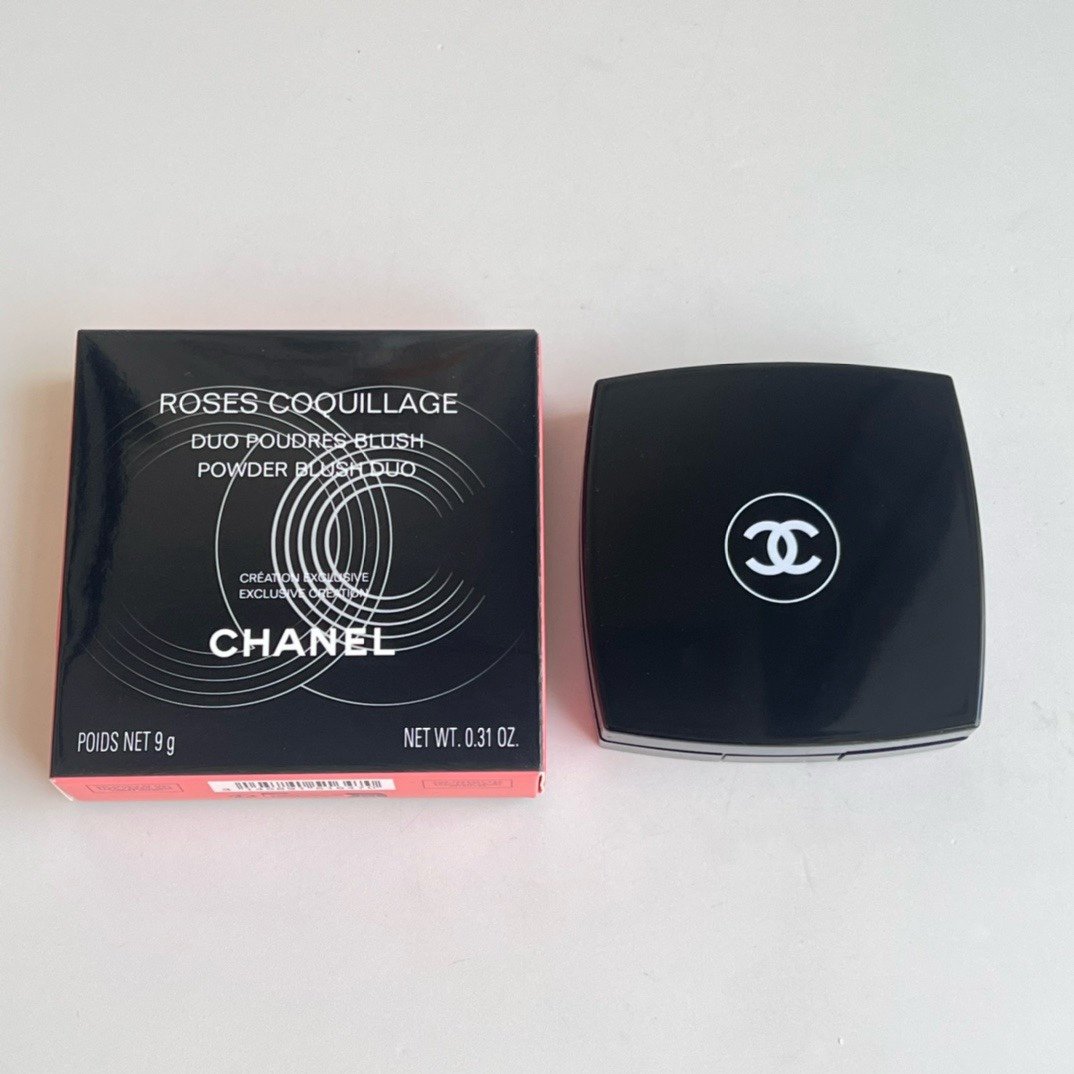 ROSES COQUILLAGE
DUO POUDRES BLUSH
POWDER BLUSH DUO
CRÉATION EXCLUSIVE
EXCLUSIVE CREATION
CHANEL
POIDS NET 9 g
NET WT. 0.31 OZ.